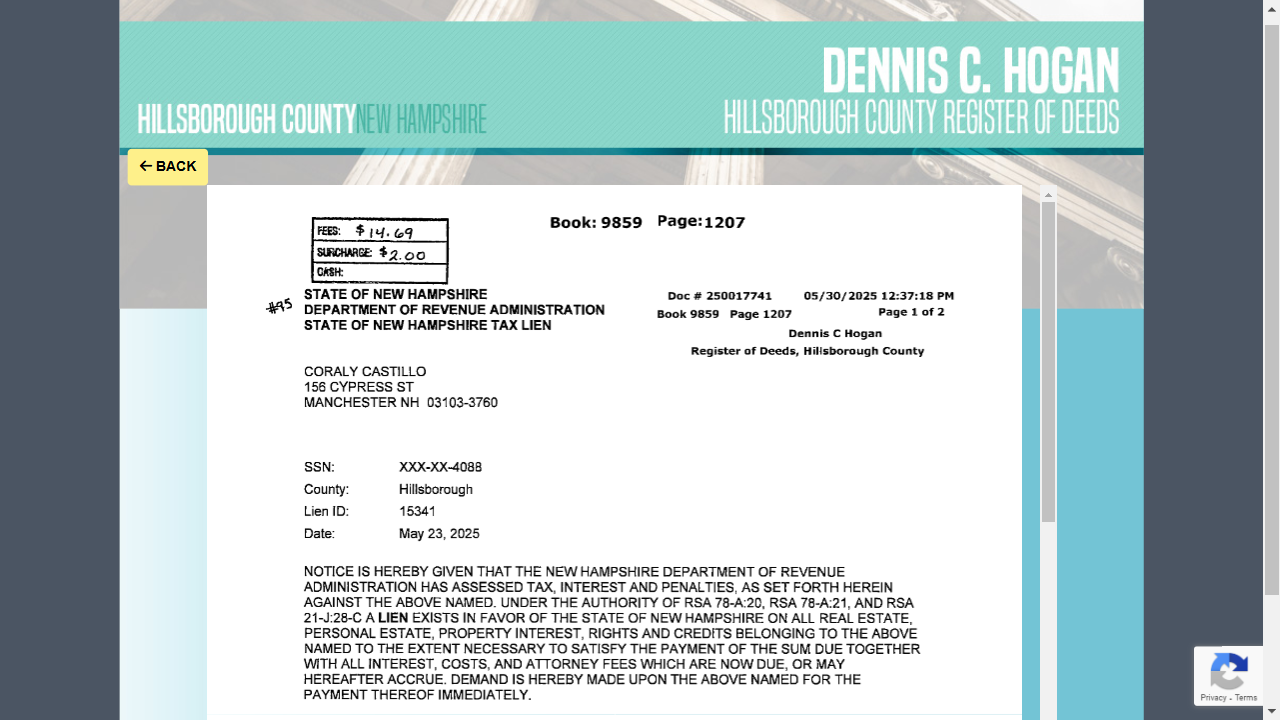 DENNIS C. HOGAN
HILLSBOROUGH COUNTY NEW HAMPSHIRE
HILLSBOROUGH COUNTY REGISTER OF DEEDS
← BACK
Book: 9859 Page: 1207
FEES: $14.69
SURCHARGE: $2.00
CASH:
#95
STATE OF NEW HAMPSHIRE
DEPARTMENT OF REVENUE ADMINISTRATION
STATE OF NEW HAMPSHIRE TAX LIEN
Doc # 250017741 05/30/2025 12:37:18 PM
Book 9859 Page 1207 Page 1 of 2
Dennis C Hogan
Register of Deeds, Hillsborough County
CORALY CASTILLO
156 CYPRESS ST
MANCHESTER NH 03103-3760
SSN: XXX-XX-4088
County: Hillsborough
Lien ID: 15341
Date: May 23, 2025
NOTICE IS HEREBY GIVEN THAT THE NEW HAMPSHIRE DEPARTMENT OF REVENUE
ADMINISTRATION HAS ASSESSED TAX, INTEREST AND PENALTIES, AS SET FORTH HEREIN
AGAINST THE ABOVE NAMED. UNDER THE AUTHORITY OF RSA 78-A:20, RSA 78-A:21, AND RSA
21-J:28-C A LIEN EXISTS IN FAVOR OF THE STATE OF NEW HAMPSHIRE ON ALL REAL ESTATE,
PERSONAL ESTATE, PROPERTY INTEREST, RIGHTS AND CREDITS BELONGING TO THE ABOVE
NAMED TO THE EXTENT NECESSARY TO SATISFY THE PAYMENT OF THE SUM DUE TOGETHER
WITH ALL INTEREST, COSTS, AND ATTORNEY FEES WHICH ARE NOW DUE, OR MAY
HEREAFTER ACCRUE. DEMAND IS HEREBY MADE UPON THE ABOVE NAMED FOR THE
PAYMENT THEREOF IMMEDIATELY.
Privacy - Terms